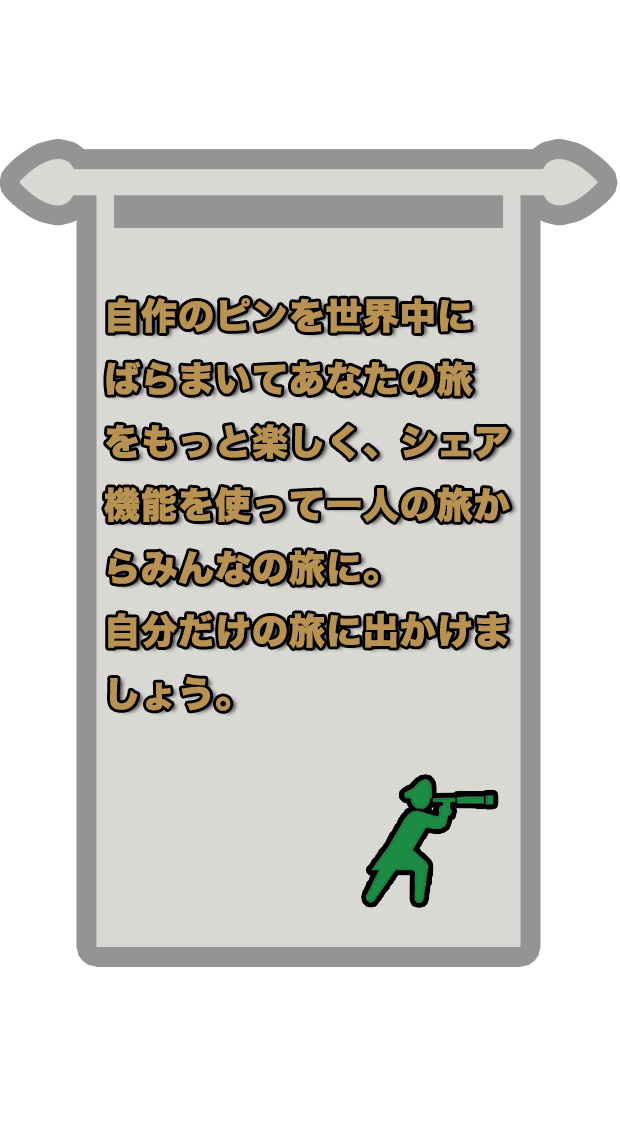 自作のピンを世界中に
ばらまいてあなたの旅
をもっと楽しく、シェア
機能を使って一人の旅か
らみんなの旅に。
自分だけの旅に出かけま
しょう。